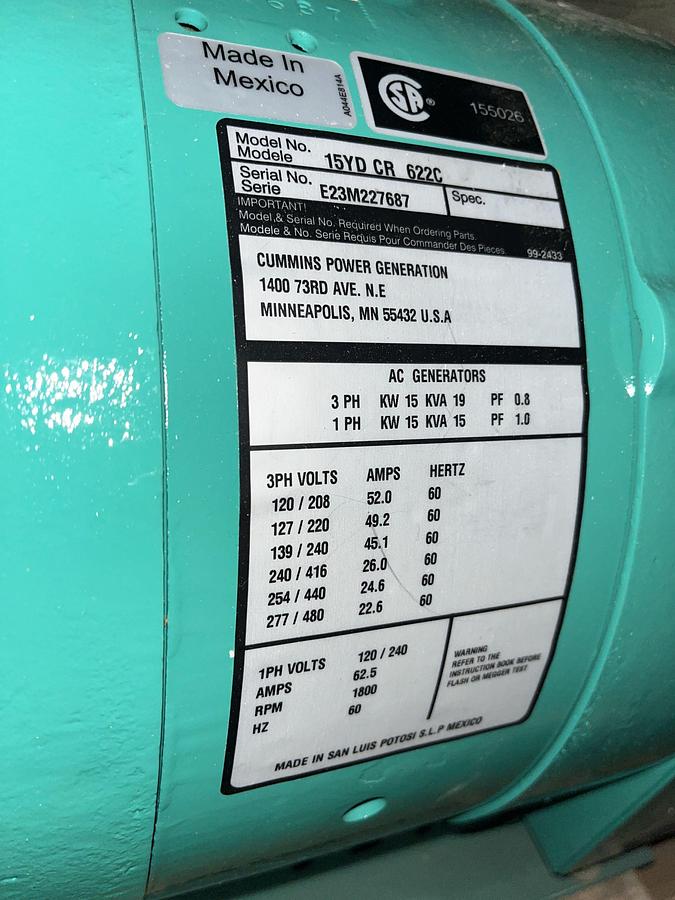 Made In
Mexico
A044E814A
CSA ®
155026
Model No.
Modele 15YD CR 622C
Serial No.
Serie E23M227687 Spec.
IMPORTANT!
Model,& Serial No. Required When Ordering Parts.
Modele & No. Serie Requis Pour Commander Des Pieces. 99-2433
CUMMINS POWER GENERATION
1400 73RD AVE. N.E
MINNEAPOLIS, MN 55432 U.S.A
AC GENERATORS
3 PH KW 15 KVA 19 PF 0.8
1 PH KW 15 KVA 15 PF 1.0
3PH VOLTS AMPS HERTZ
120 / 208 52.0 60
127 / 220 49.2 60
139 / 240 45.1 60
240 / 416 26.0 60
254 / 440 24.6 60
277 / 480 22.6 60
1PH VOLTS 120 / 240
AMPS 62.5
RPM 1800
HZ 60
WARNING
REFER TO THE
INSTRUCTION BOOK BEFORE
FLASH OR MEGGER TEST
MADE IN SAN LUIS POTOSI S.L.P MEXICO